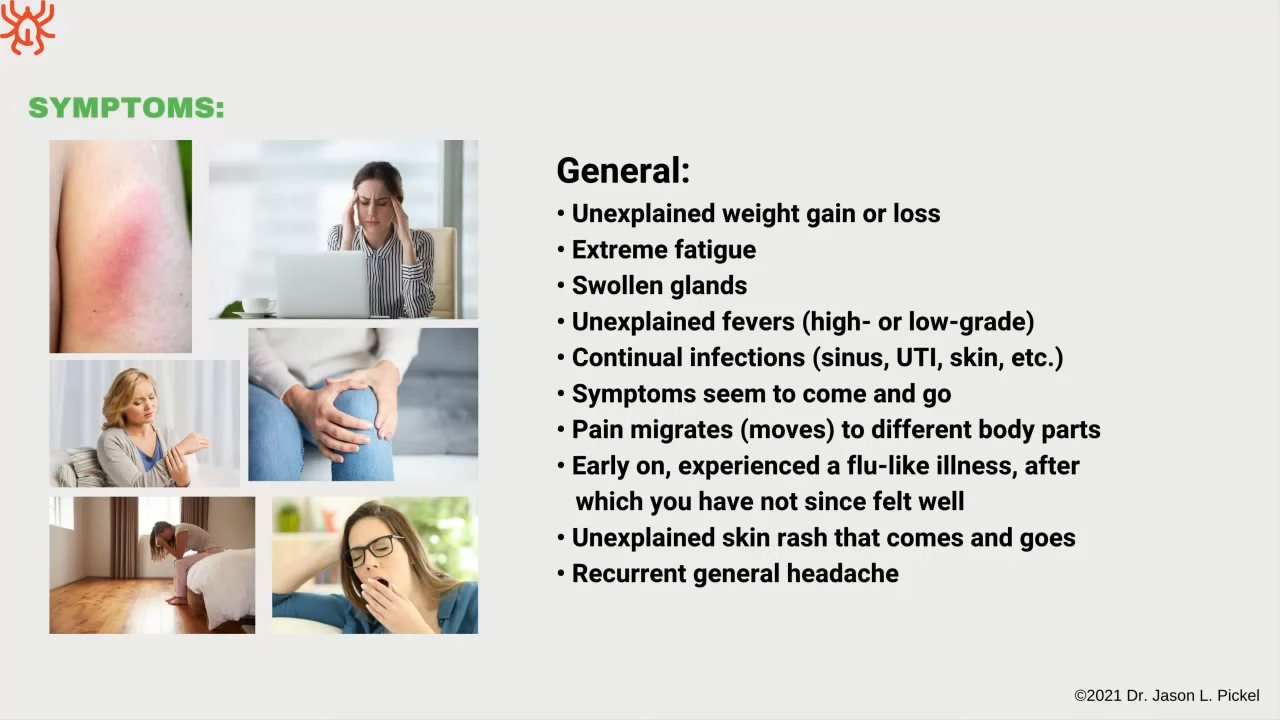 SYMPTOMS:
General:
• Unexplained weight gain or loss
• Extreme fatigue
• Swollen glands
• Unexplained fevers (high- or low-grade)
• Continual infections (sinus, UTI, skin, etc.)
• Symptoms seem to come and go
• Pain migrates (moves) to different body parts
• Early on, experienced a flu-like illness, after
which you have not since felt well
• Unexplained skin rash that comes and goes
• Recurrent general headache
©2021 Dr. Jason L. Pickel